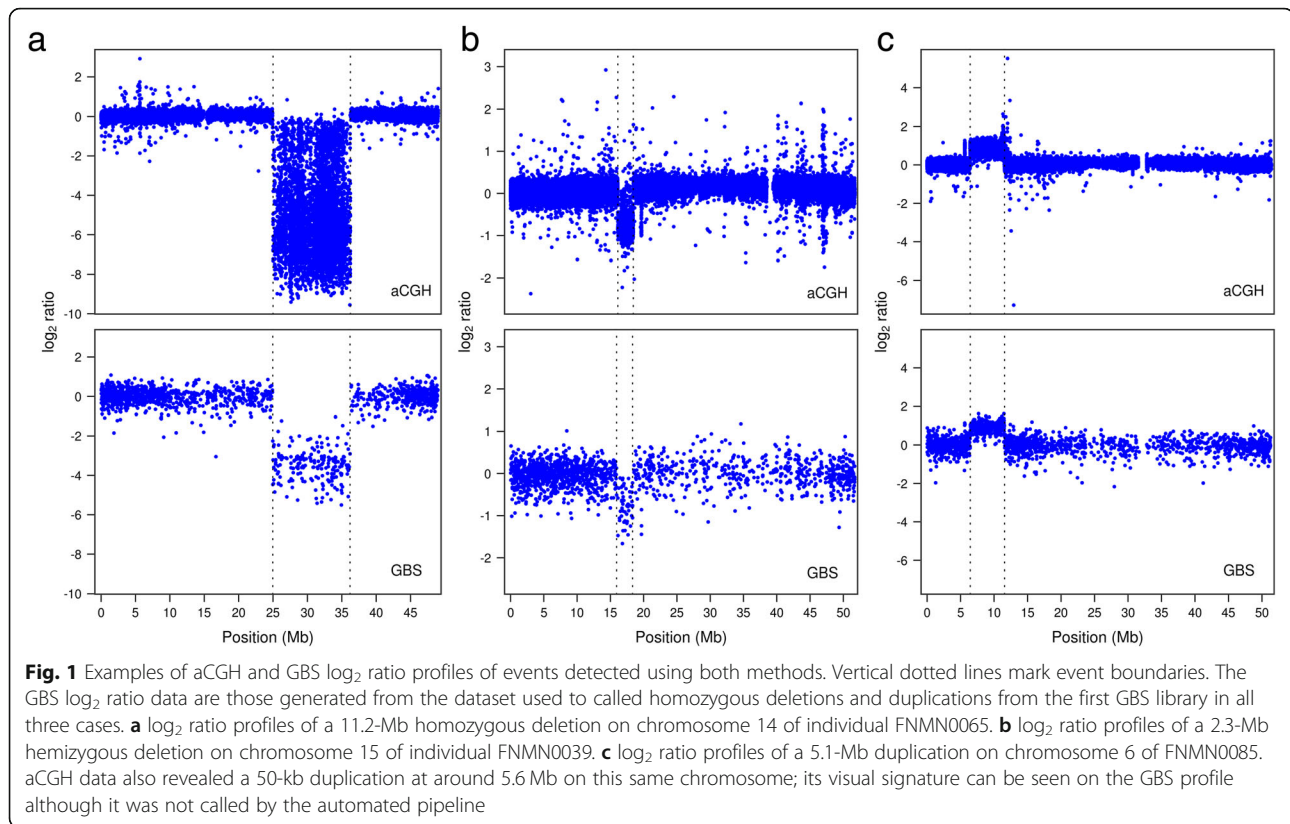 a
b
c
2
0
-2
-4
-6
-8
-10
aCGH
3
2
1
0
-1
-2
aCGH
4
2
0
-2
-4
-6
aCGH
log2 ratio
log2 ratio
log2 ratio
2
0
-2
-4
-6
-8
-10
GBS
3
2
1
0
-1
-2
GBS
4
2
0
-2
-4
-6
GBS
0 5 10 15 20 25 30 35 40 45
0 5 10 15 20 25 30 35 40 45 50
0 5 10 15 20 25 30 35 40 45 50
Position (Mb)
Position (Mb)
Position (Mb)
Fig. 1 Examples of aCGH and GBS log2 ratio profiles of events detected using both methods. Vertical dotted lines mark event boundaries. The
GBS log2 ratio data are those generated from the dataset used to called homozygous deletions and duplications from the first GBS library in all
three cases. a log2 ratio profiles of a 11.2-Mb homozygous deletion on chromosome 14 of individual FNMN0065. b log2 ratio profiles of a 2.3-Mb
hemizygous deletion on chromosome 15 of individual FNMN0039. c log2 ratio profiles of a 5.1-Mb duplication on chromosome 6 of FNMN0085.
aCGH data also revealed a 50-kb duplication at around 5.6 Mb on this same chromosome; its visual signature can be seen on the GBS profile
although it was not called by the automated pipeline